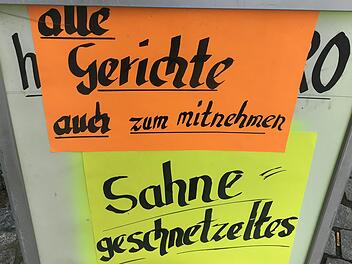 alle
Gerichte
auch zum mitnehmen
Sahne =
geschnetzeltes